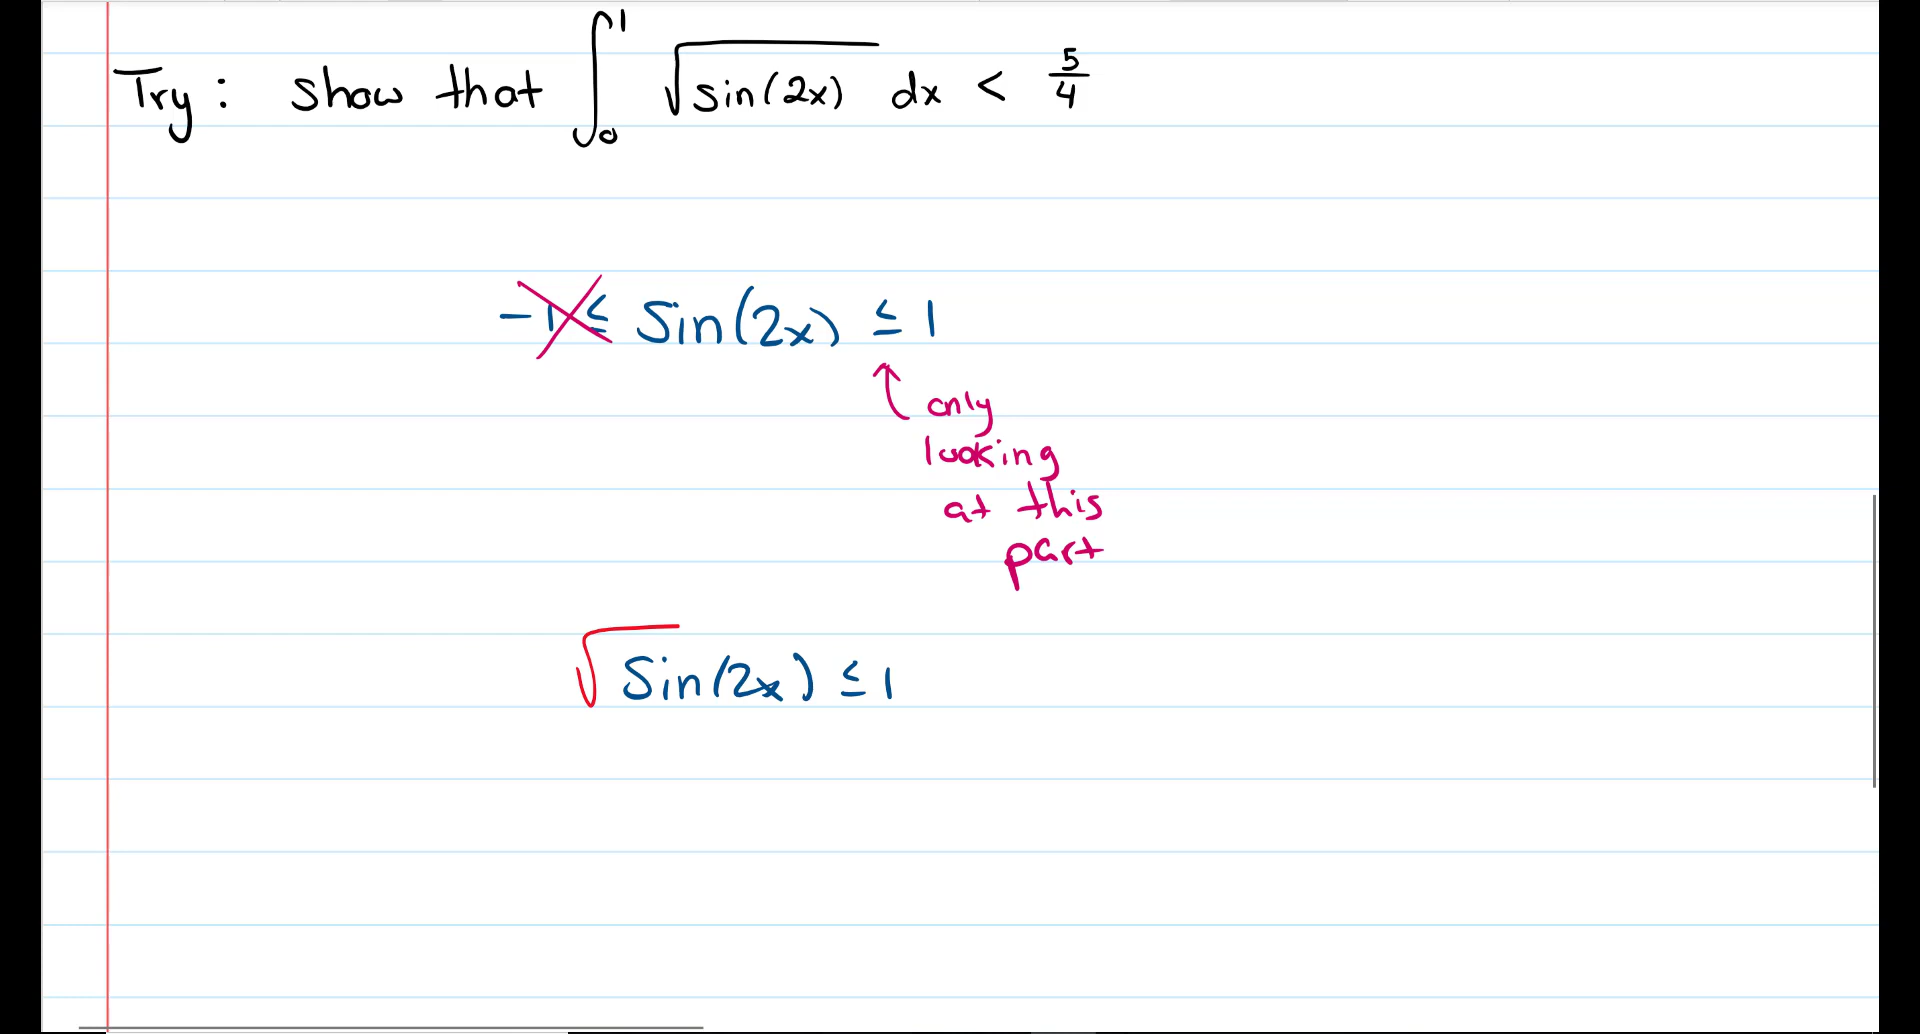 Try: show that ∫₀¹ √sin(2x) dx < 5/4
-1 ≤ Sin(2x) ≤ 1
only
looking
at this
part
√Sin(2x) ≤ 1